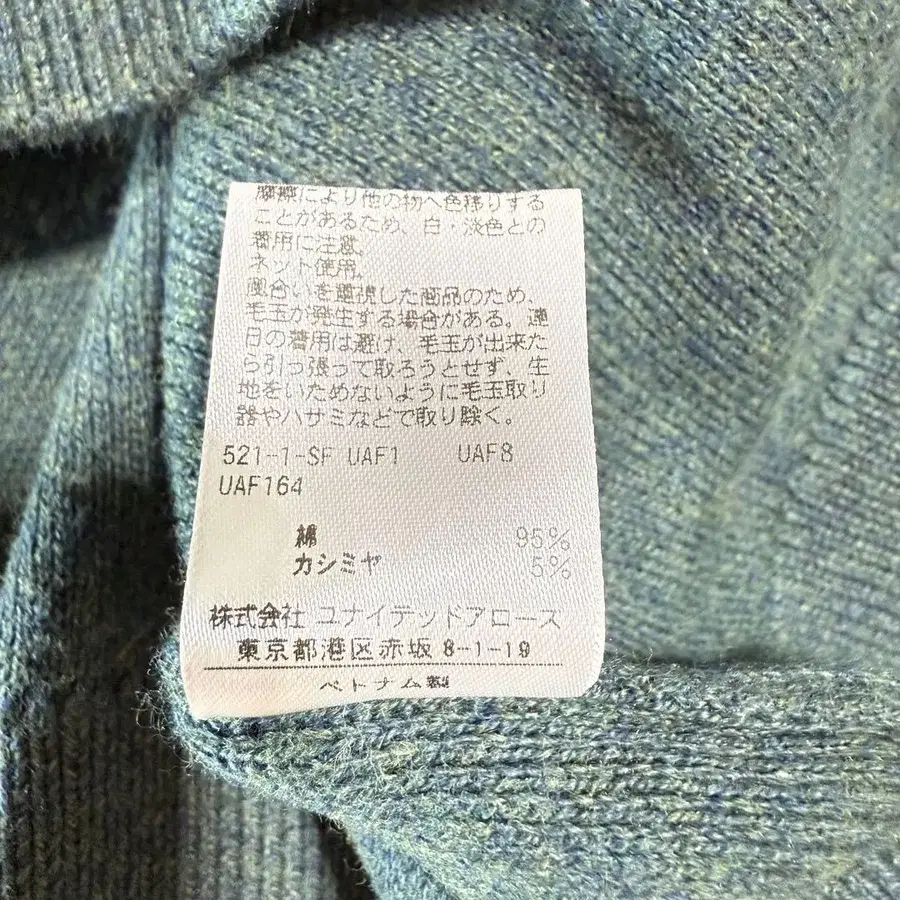 摩擦により他の物へ色移りする
ことがあるため、白・淡色との
着用に注意。
ネット使用。
風合いを重視した商品のため、
毛玉が発生する場合がある。連
日の着用は避け、毛玉が出来た
ら引っ張って取ろうとせず、生
地をいためないように毛玉取り
器やハサミなどで取り除く。
521-1-SF UAF1 UAF8
UAF164
綿 95%
カシミヤ 5%
株式会社 ユナイテッドアローズ
東京都港区赤坂 8-1-19
ベトナム製